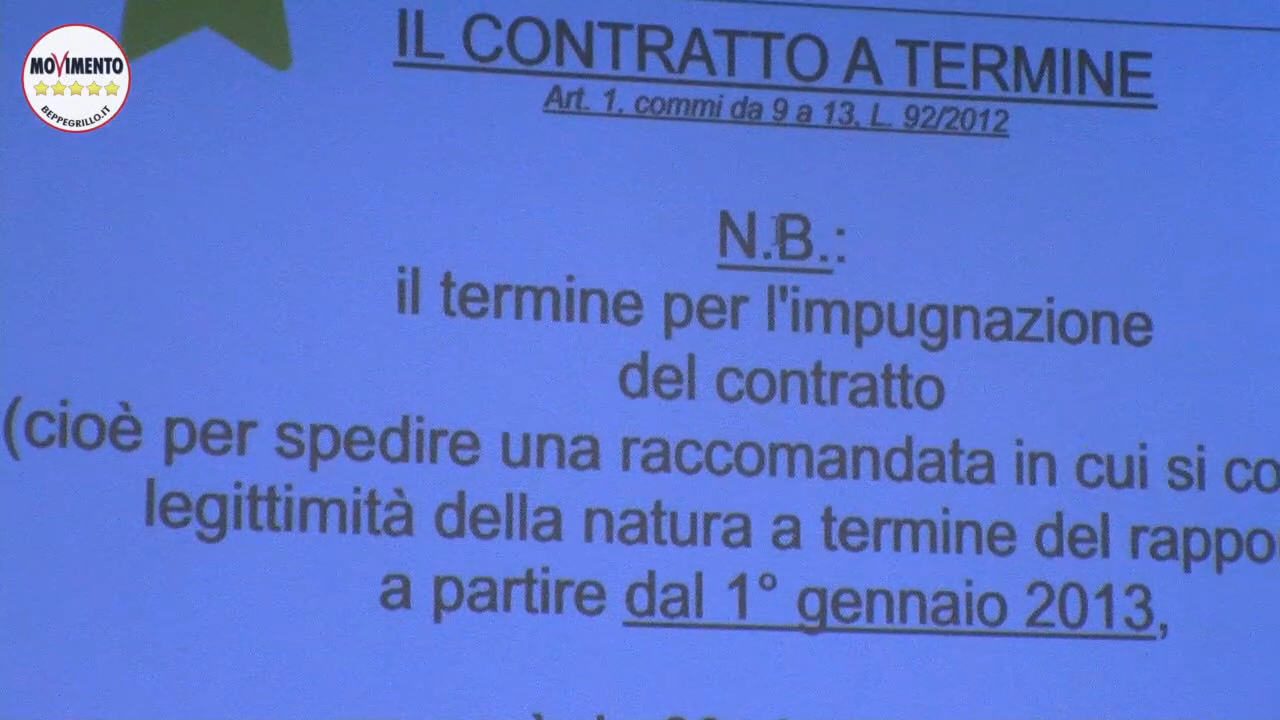 MOVIMENTO
BEPPEGRILLO.IT
IL CONTRATTO A TERMINE
Art. 1, commi da 9 a 13, L. 92/2012
N.B.:
il termine per l'impugnazione
del contratto
(cioè per spedire una raccomandata in cui si co
legittimità della natura a termine del rappo
a partire dal 1° gennaio 2013,